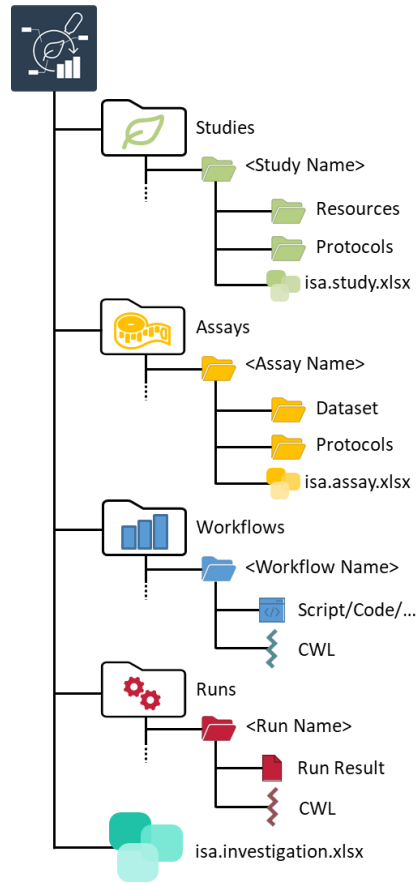 Studies
<Study Name>
Resources
Protocols
isa.study.xlsx
Assays
<Assay Name>
Dataset
Protocols
isa.assay.xlsx
Workflows
<Workflow Name>
Script/Code/...
CWL
Runs
<Run Name>
Run Result
CWL
isa.investigation.xlsx